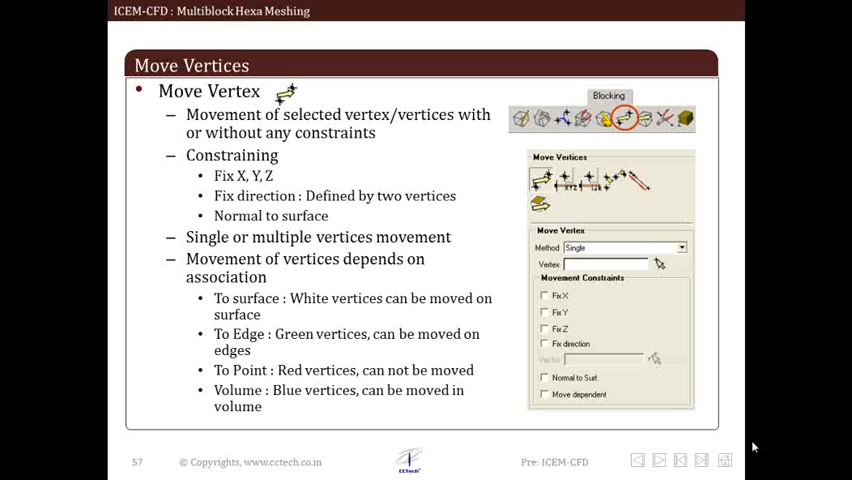 ICEM-CFD : Multiblock Hexa Meshing
Move Vertices
• Move Vertex
– Movement of selected vertex/vertices with
or without any constraints
– Constraining
• Fix X, Y, Z
• Fix direction : Defined by two vertices
• Normal to surface
– Single or multiple vertices movement
– Movement of vertices depends on
association
• To surface : White vertices can be moved on
surface
• To Edge : Green vertices, can be moved on
edges
• To Point : Red vertices, can not be moved
• Volume : Blue vertices, can be moved in
volume
Blocking
Move Vertices
XYZ
IJK
Move Vertex
Method Single
Vertex
Movement Constraints
Fix X
Fix Y
Fix Z
Fix direction
Vector
Normal to Surf.
Move dependent
57
© Copyrights, www.cctech.co.in
CCTech
Pre: ICEM-CFD